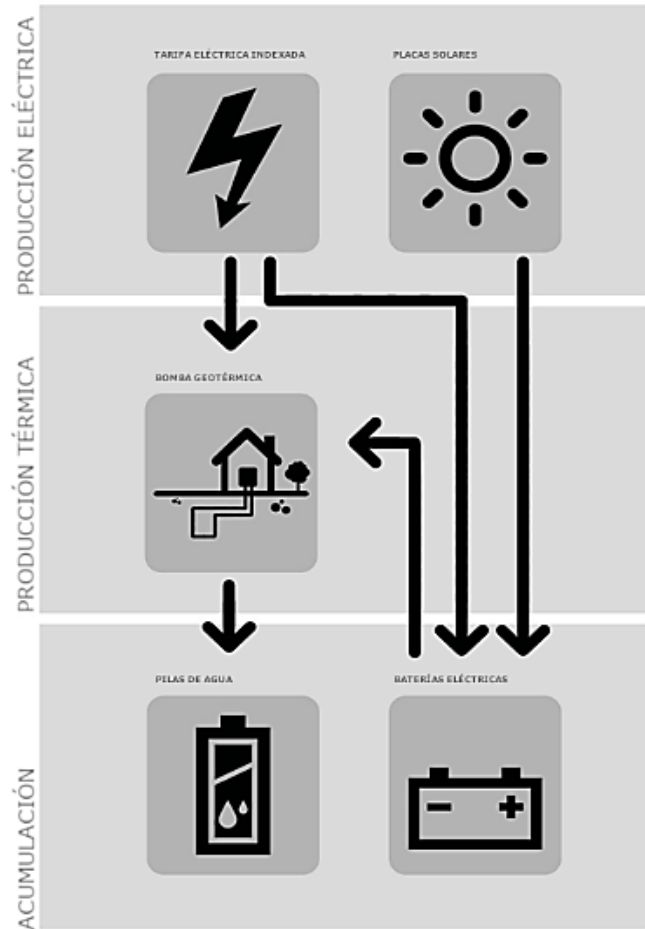 PRODUCCIÓN ELÉCTRICA
TARIFA ELÉCTRICA INDEXADA
PLACAS SOLARES
PRODUCCIÓN TÉRMICA
BOMBA GEOTÉRMICA
ACUMULACIÓN
PILAS DE AGUA
BATERÍAS ELÉCTRICAS